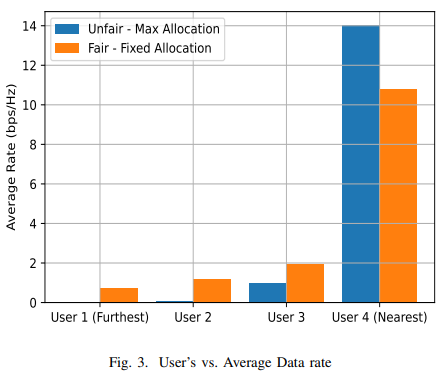 14
12
10
8
6
4
2
0
Average Rate (bps/Hz)
Unfair - Max Allocation
Fair - Fixed Allocation
User 1 (Furthest) User 2 User 3 User 4 (Nearest)
Fig. 3. User's vs. Average Data rate